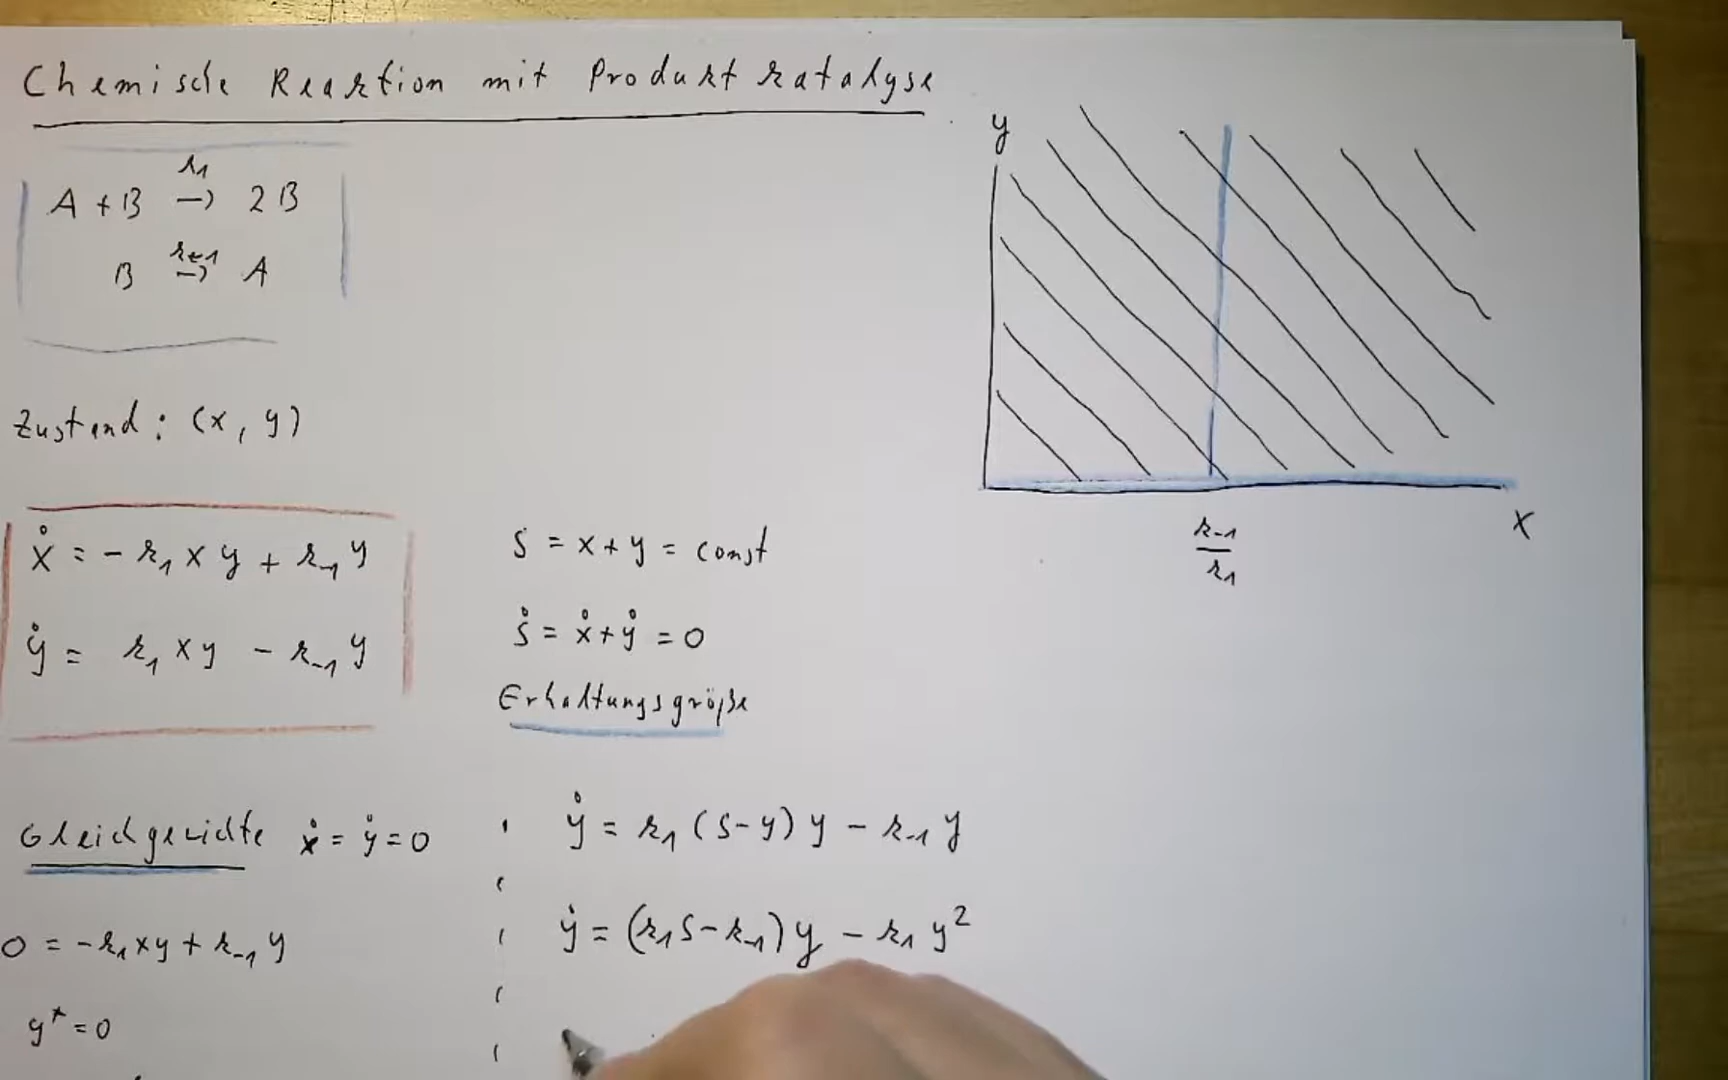 Chemische Reaktion mit Produktkatalyse
A + B k₁→ 2B
B k₋₁→ A
Zustand: (x, y)
ẋ = - k₁ x y + k₋₁ y
ẏ = k₁ x y - k₋₁ y
S = x + y = const
Ṡ = ẋ + ẏ = 0
Erhaltungsgröße
Gleichgewichte ẋ = ẏ = 0
0 = - k₁ x y + k₋₁ y
y* = 0
ẏ = k₁ (S - y) y - k₋₁ y
ẏ = (k₁ S - k₋₁) y - k₁ y²
y
x
k₋₁
k₁